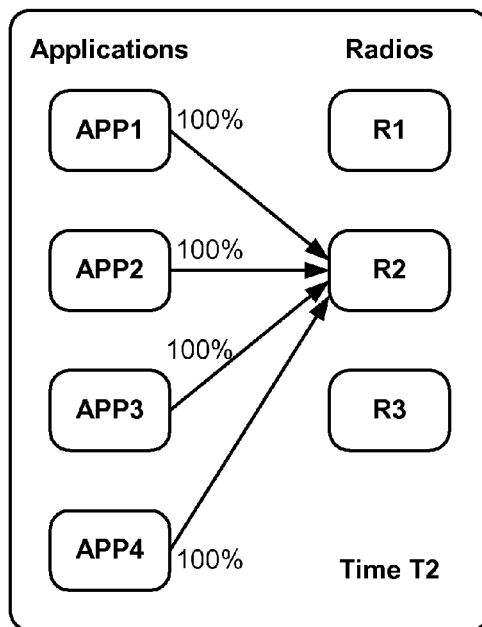 Applications Radios
APP1 100% R1
APP2 100% R2
100%
APP3 R3
APP4 100%
Time T2